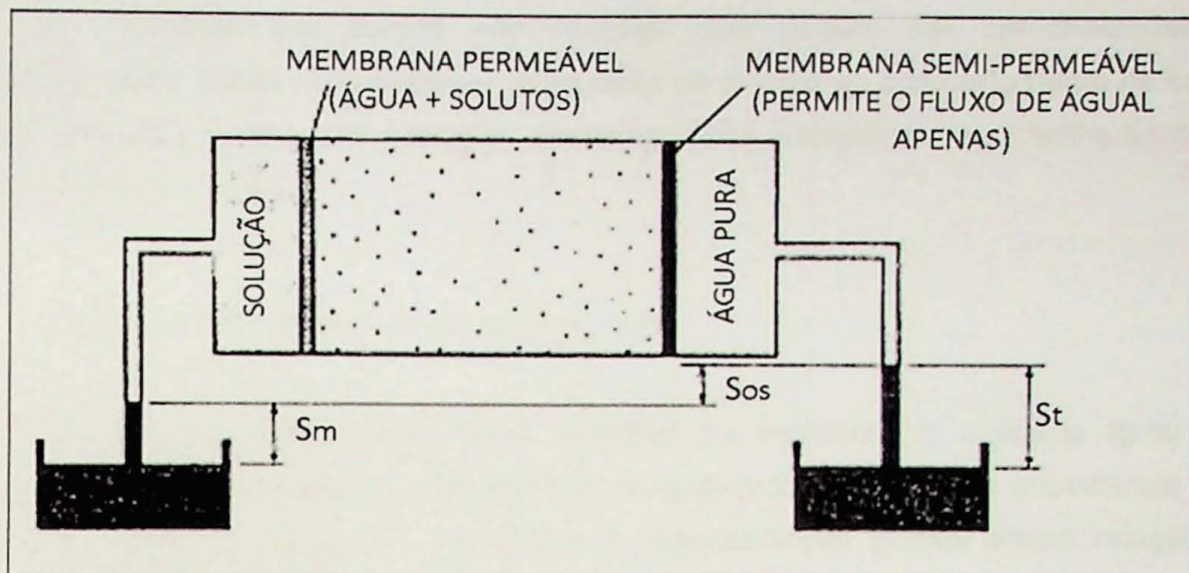 MEMBRANA PERMEÁVEL
(ÁGUA + SOLUTOS)
MEMBRANA SEMI-PERMEÁVEL
(PERMITE O FLUXO DE ÁGUAL
APENAS)
SOLUÇÃO
ÁGUA PURA
Sos
Sm
St